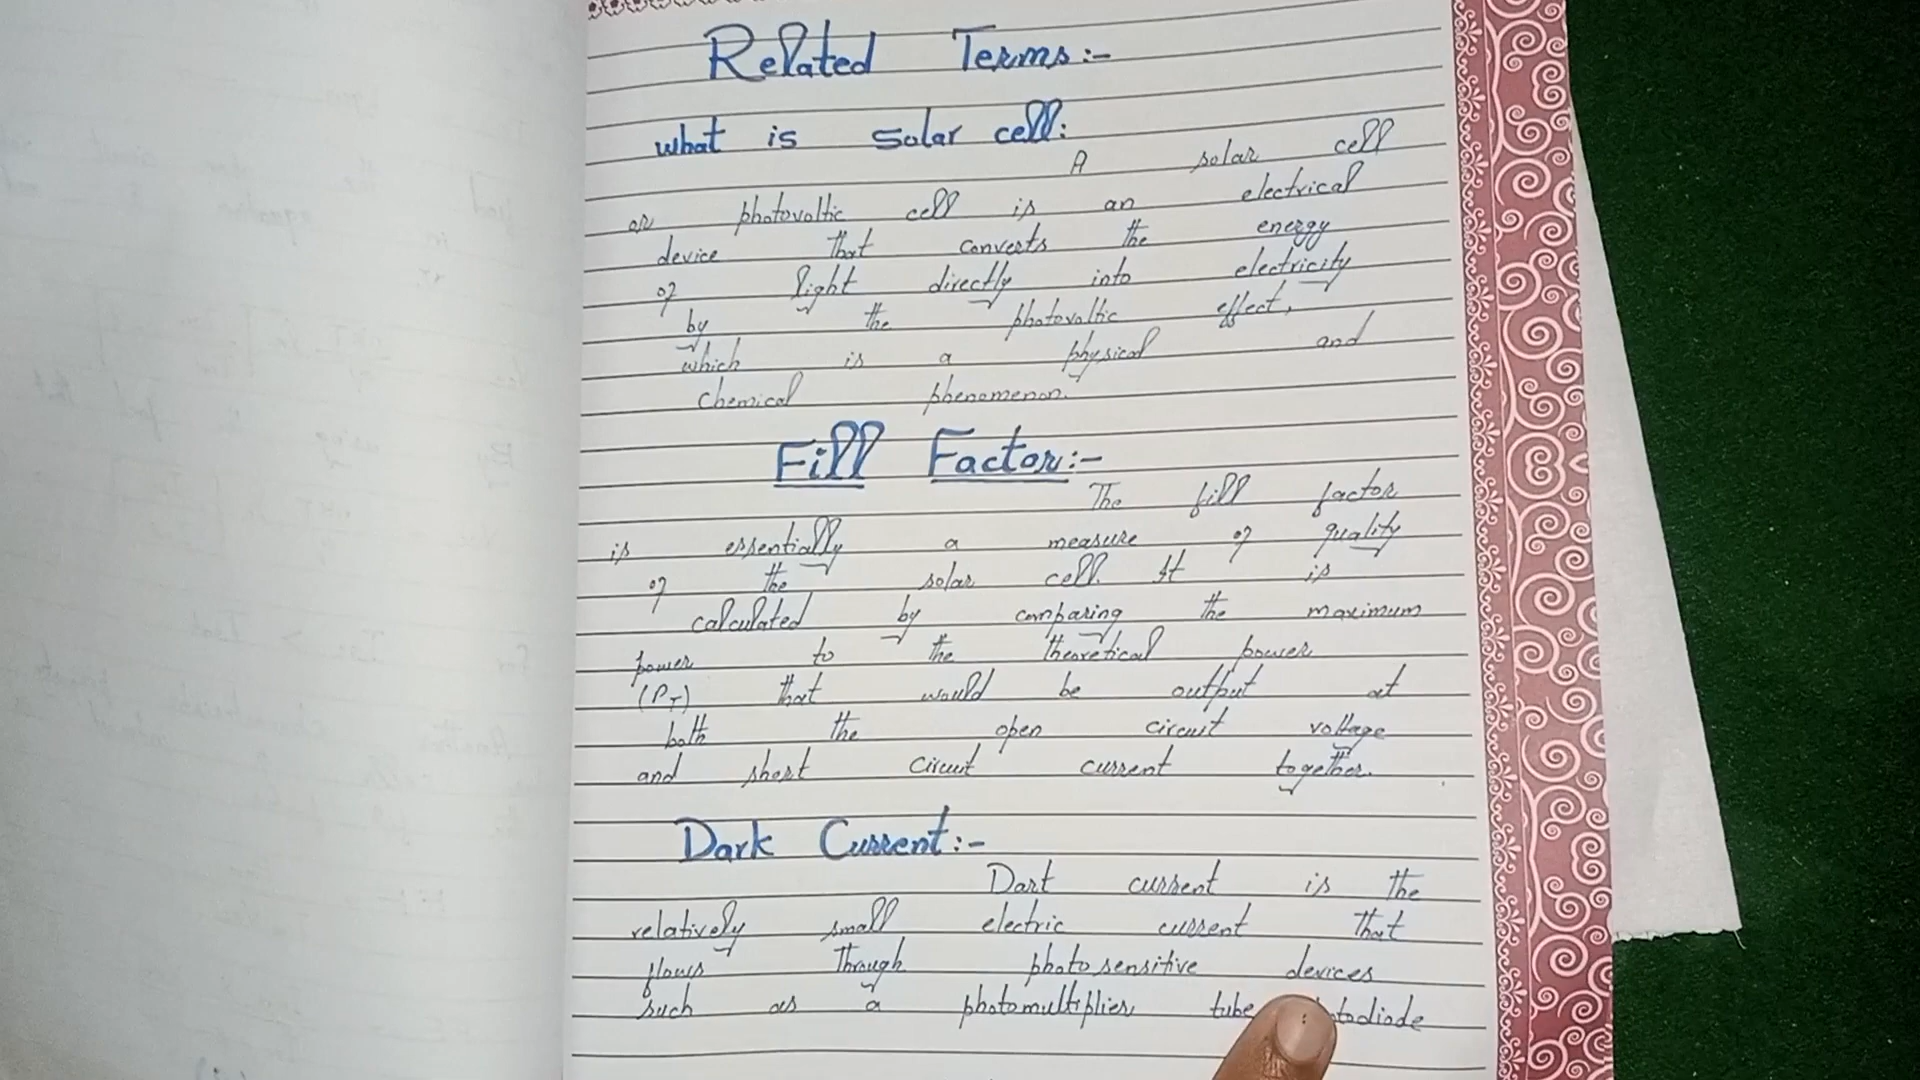 Related Terms:-
what is solar cell:
A solar cell
or photovoltic cell is an electrical
device that converts the energy
of light directly into electricity
by the photovoltic effect,
which is a physical and
chemical phenomenon.
Fill Factor:-
The fill factor
is essentially a measure of quality
of the solar cell. It is
calculated by comparing the maximum
power to the theoretical power
(PT) that would be output at
both the open circuit voltage
and short circuit current together.
Dark Current:-
Dart current is the
relatively small electric current that
flows through photosensitive devices
such as a photomultiplier tube